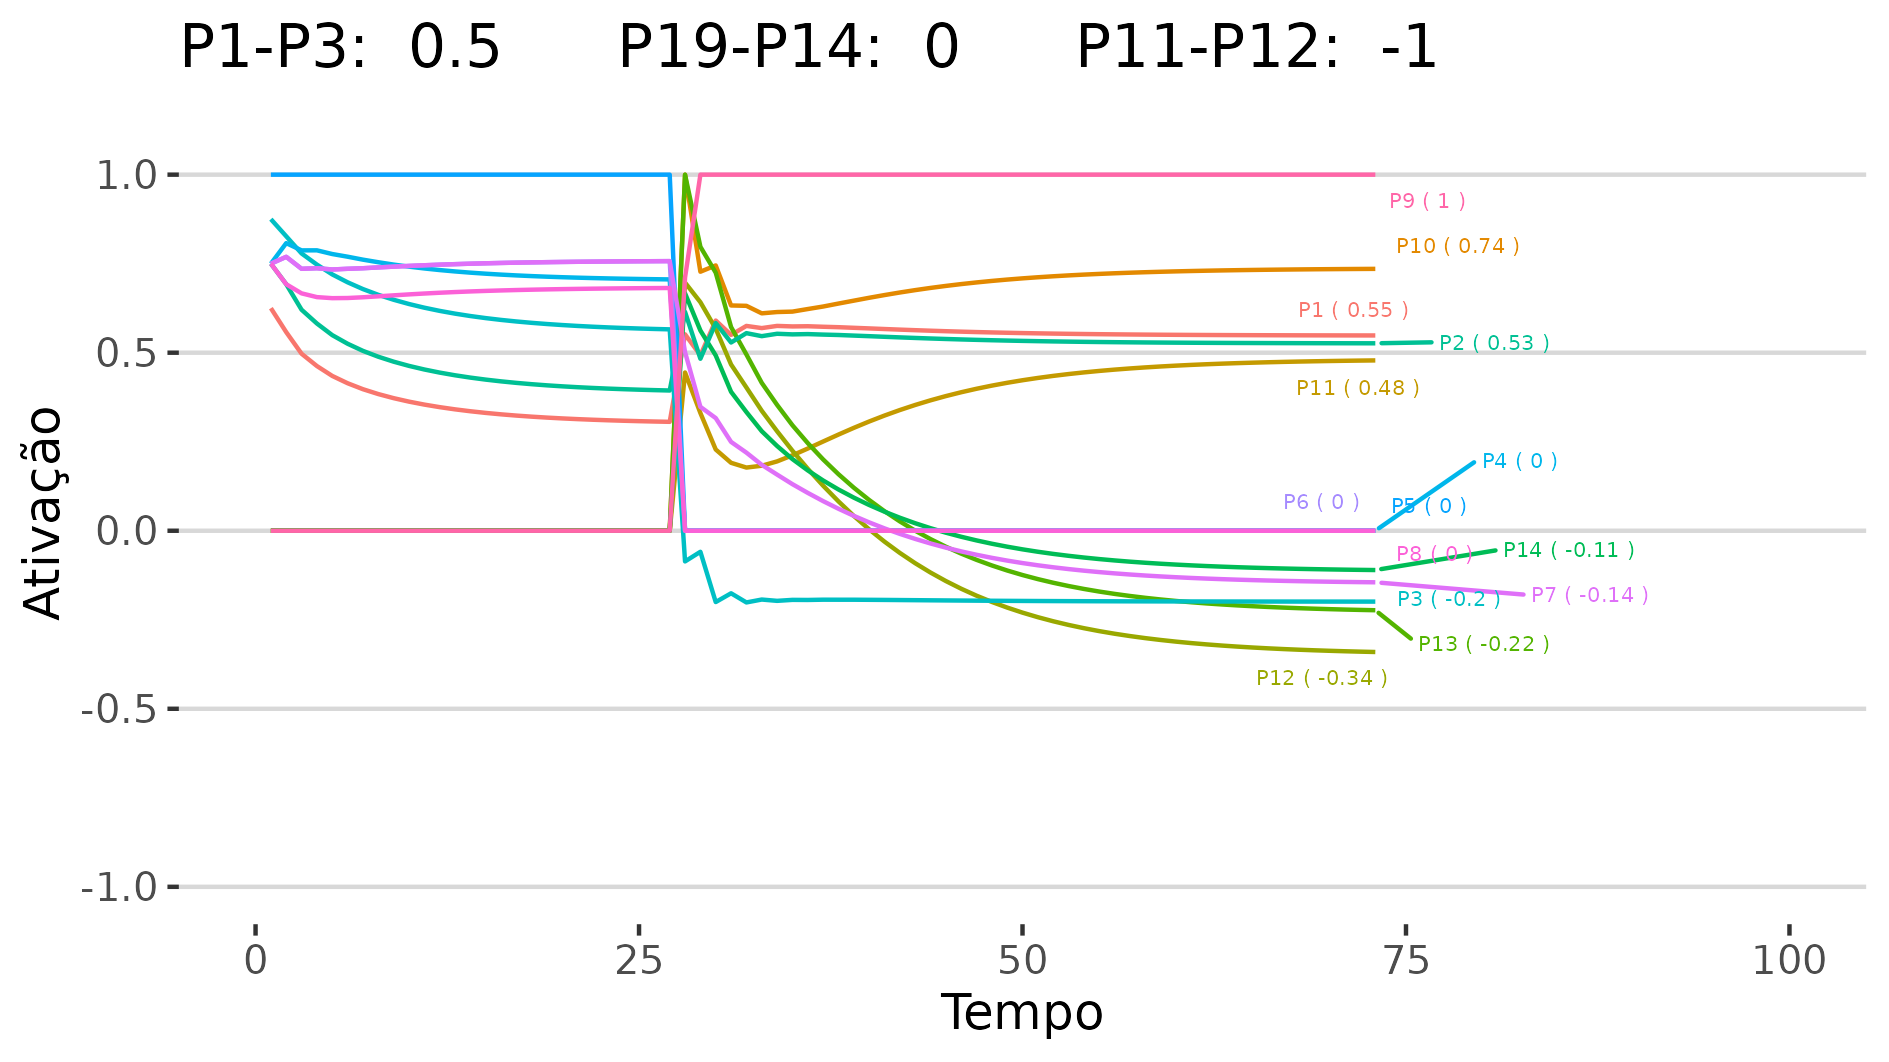 P1-P3:  0.5    P19-P14:  0    P11-P12:  -1
1.0
P9 ( 1 )
P10 ( 0.74 )
P1 ( 0.55 )
P2 ( 0.53 )
0.5
P11 ( 0.48 )
P4 ( 0 )
P6 ( 0 )
P5 ( 0 )
0.0
P8 ( 0 )
P14 ( -0.11 )
P7 ( -0.14 )
P3 ( -0.2 )
P13 ( -0.22 )
P12 ( -0.34 )
-0.5
-1.0
Ativação
0 25 50 75 100
Tempo